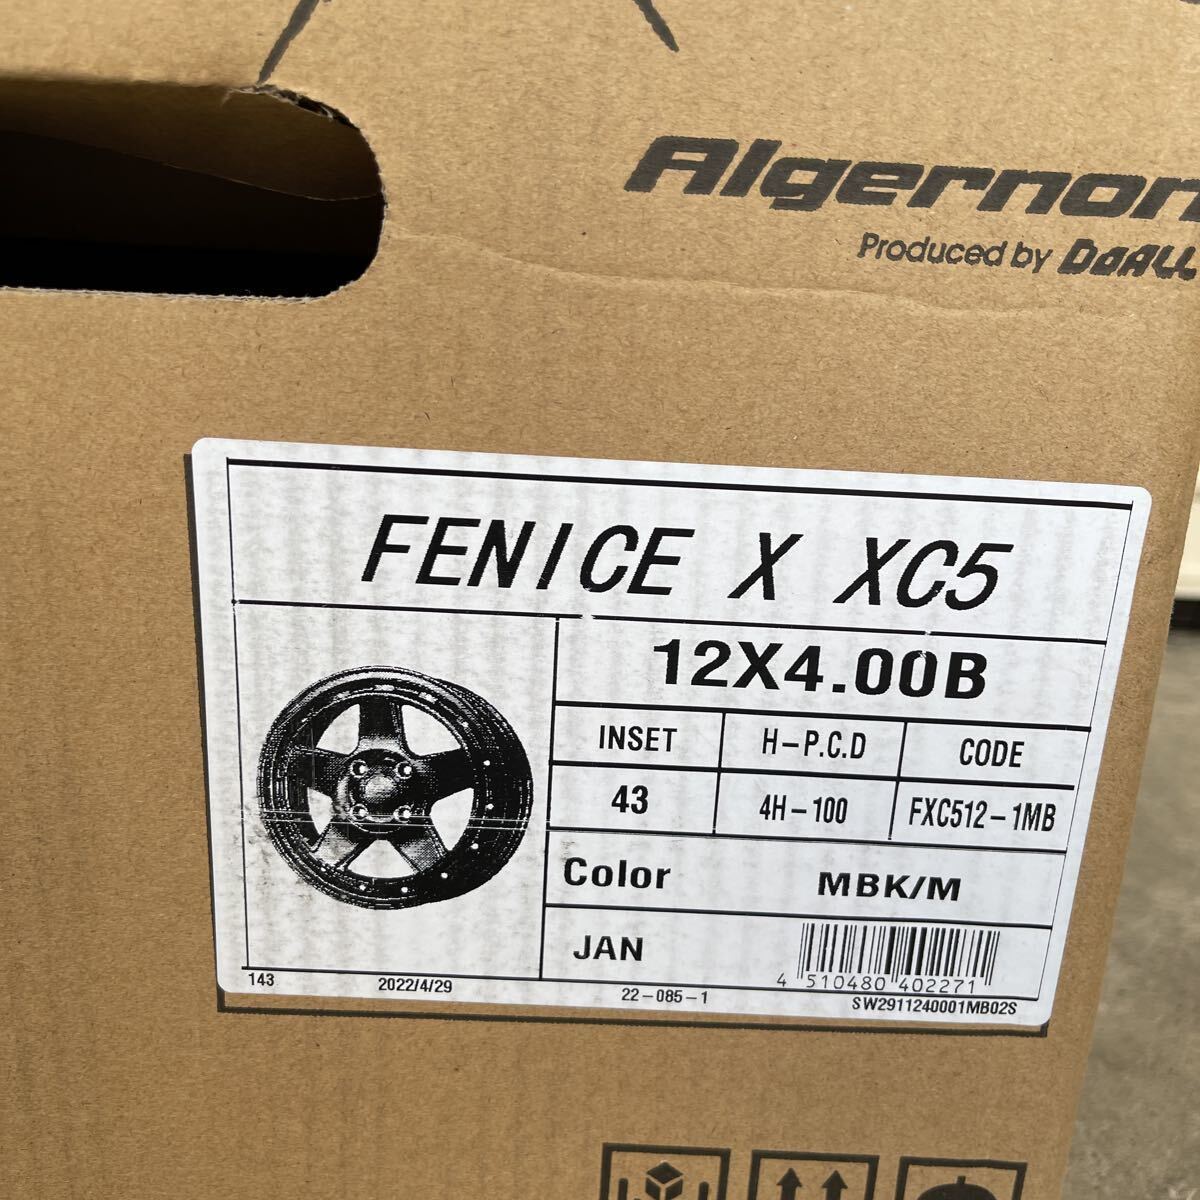 Algernon
Produced by DoALL
FENICE X XC5
12X4.00B
INSET H-P.C.D CODE
43 4H-100 FXC512-1MB
Color MBK/M
JAN
4 510480 402271
143 2022/4/29 22-085-1 SW2911240001MB02S